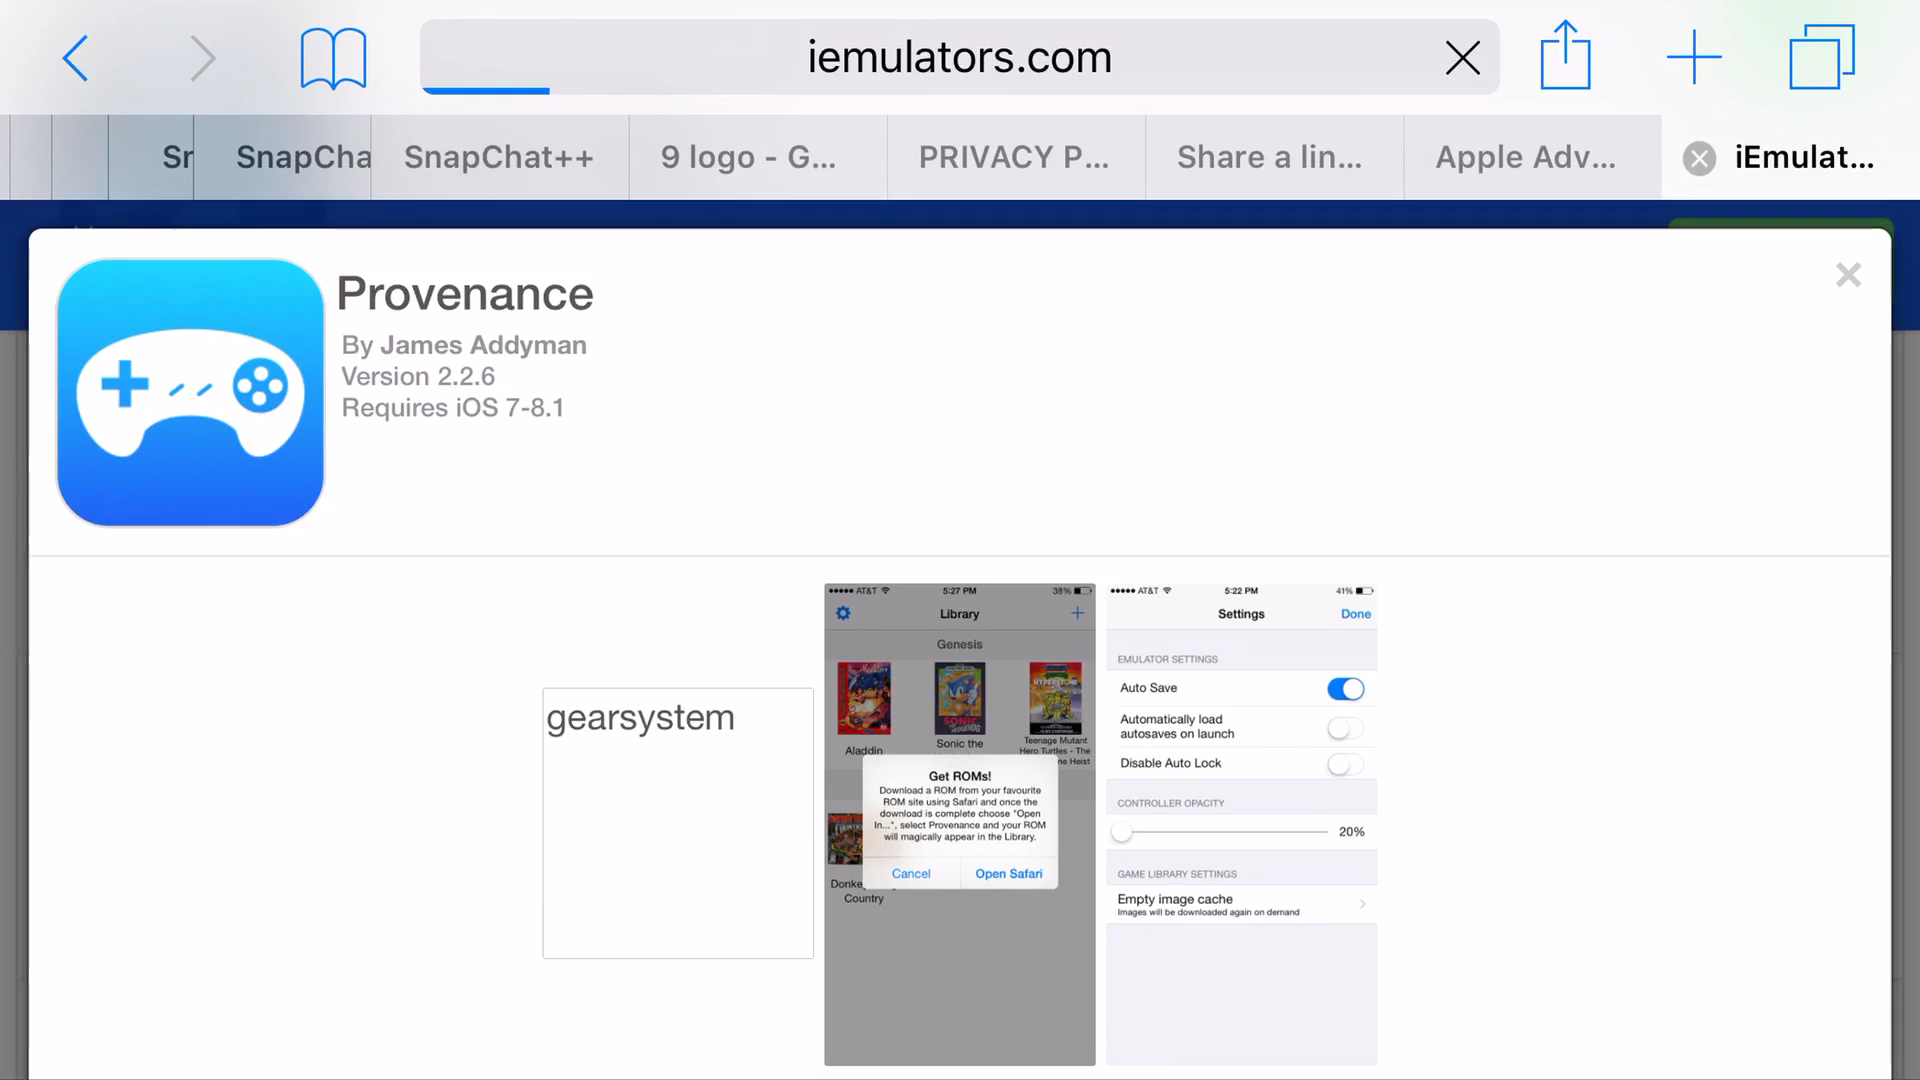 iemulators.com
Sr
SnapCha
SnapChat++
9 logo - G...
PRIVACY P...
Share a lin...
Apple Adv...
iEmulat...
Provenance
By James Addyman
Version 2.2.6
Requires iOS 7-8.1
gearsystem
AT&T
5:27 PM
38%
Library
Genesis
Aladdin
Sonic the
Teenage Mutant
Hero Turtles - The
ne Heist
Get ROMs!
Download a ROM from your favourite
ROM site using Safari and once the
download is complete choose "Open
In...", select Provenance and your ROM
will magically appear in the Library.
Cancel
Open Safari
Donke
Country
AT&T
5:22 PM
41%
Settings
Done
EMULATOR SETTINGS
Auto Save
Automatically load
autosaves on launch
Disable Auto Lock
CONTROLLER OPACITY
20%
GAME LIBRARY SETTINGS
Empty image cache
Images will be downloaded again on demand